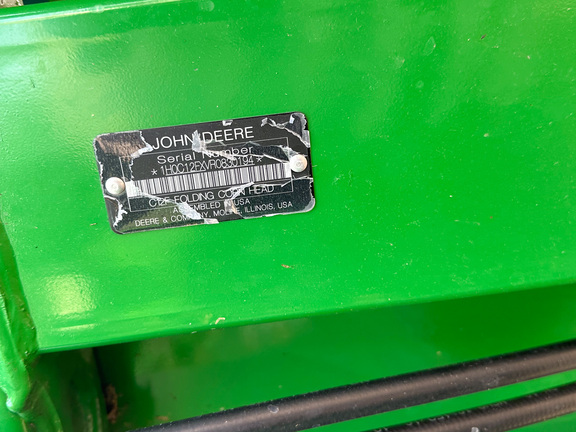 JOHN DEERE
Serial Number
*1H0C12FXVR0830194*
C12F FOLDING CORN HEAD
ASSEMBLED IN USA
DEERE & COMPANY, MOLINE, ILLINOIS, USA